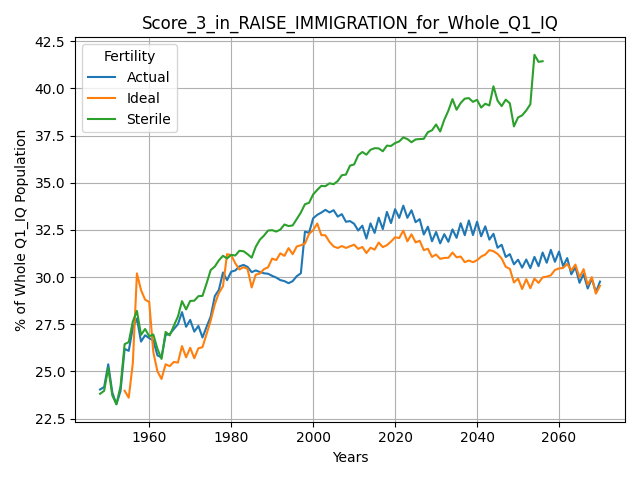 Score_3_in_RAISE_IMMIGRATION_for_Whole_Q1_IQ
% of Whole Q1_IQ Population
42.5
40.0
37.5
35.0
32.5
30.0
27.5
25.0
22.5
Fertility
Actual
Ideal
Sterile
1960 1980 2000 2020 2040 2060
Years